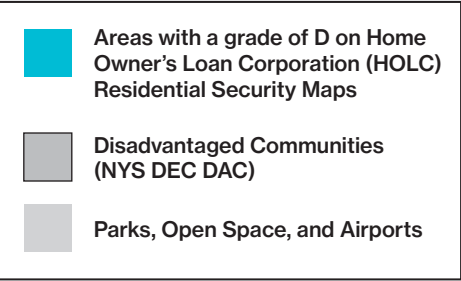 Areas with a grade of D on Home
Owner's Loan Corporation (HOLC)
Residential Security Maps
Disadvantaged Communities
(NYS DEC DAC)
Parks, Open Space, and Airports